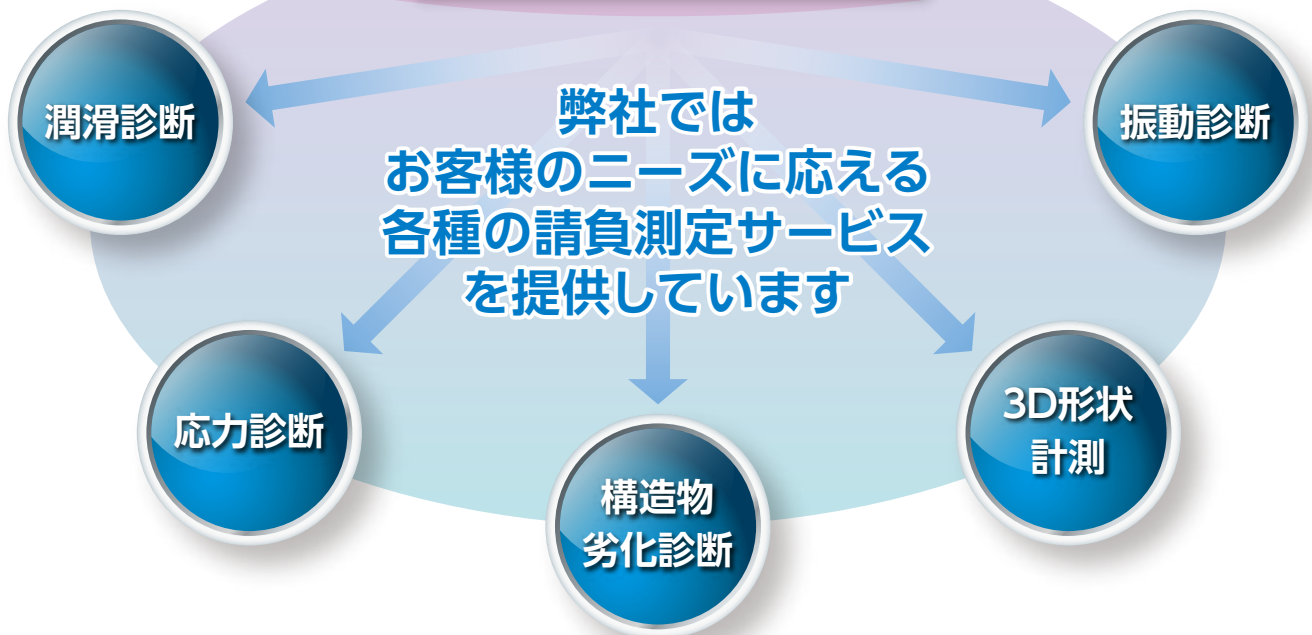 潤滑診断
振動診断
弊社では
お客様のニーズに応える
各種の請負測定サービス
を提供しています
応力診断
3D形状
計測
構造物
劣化診断